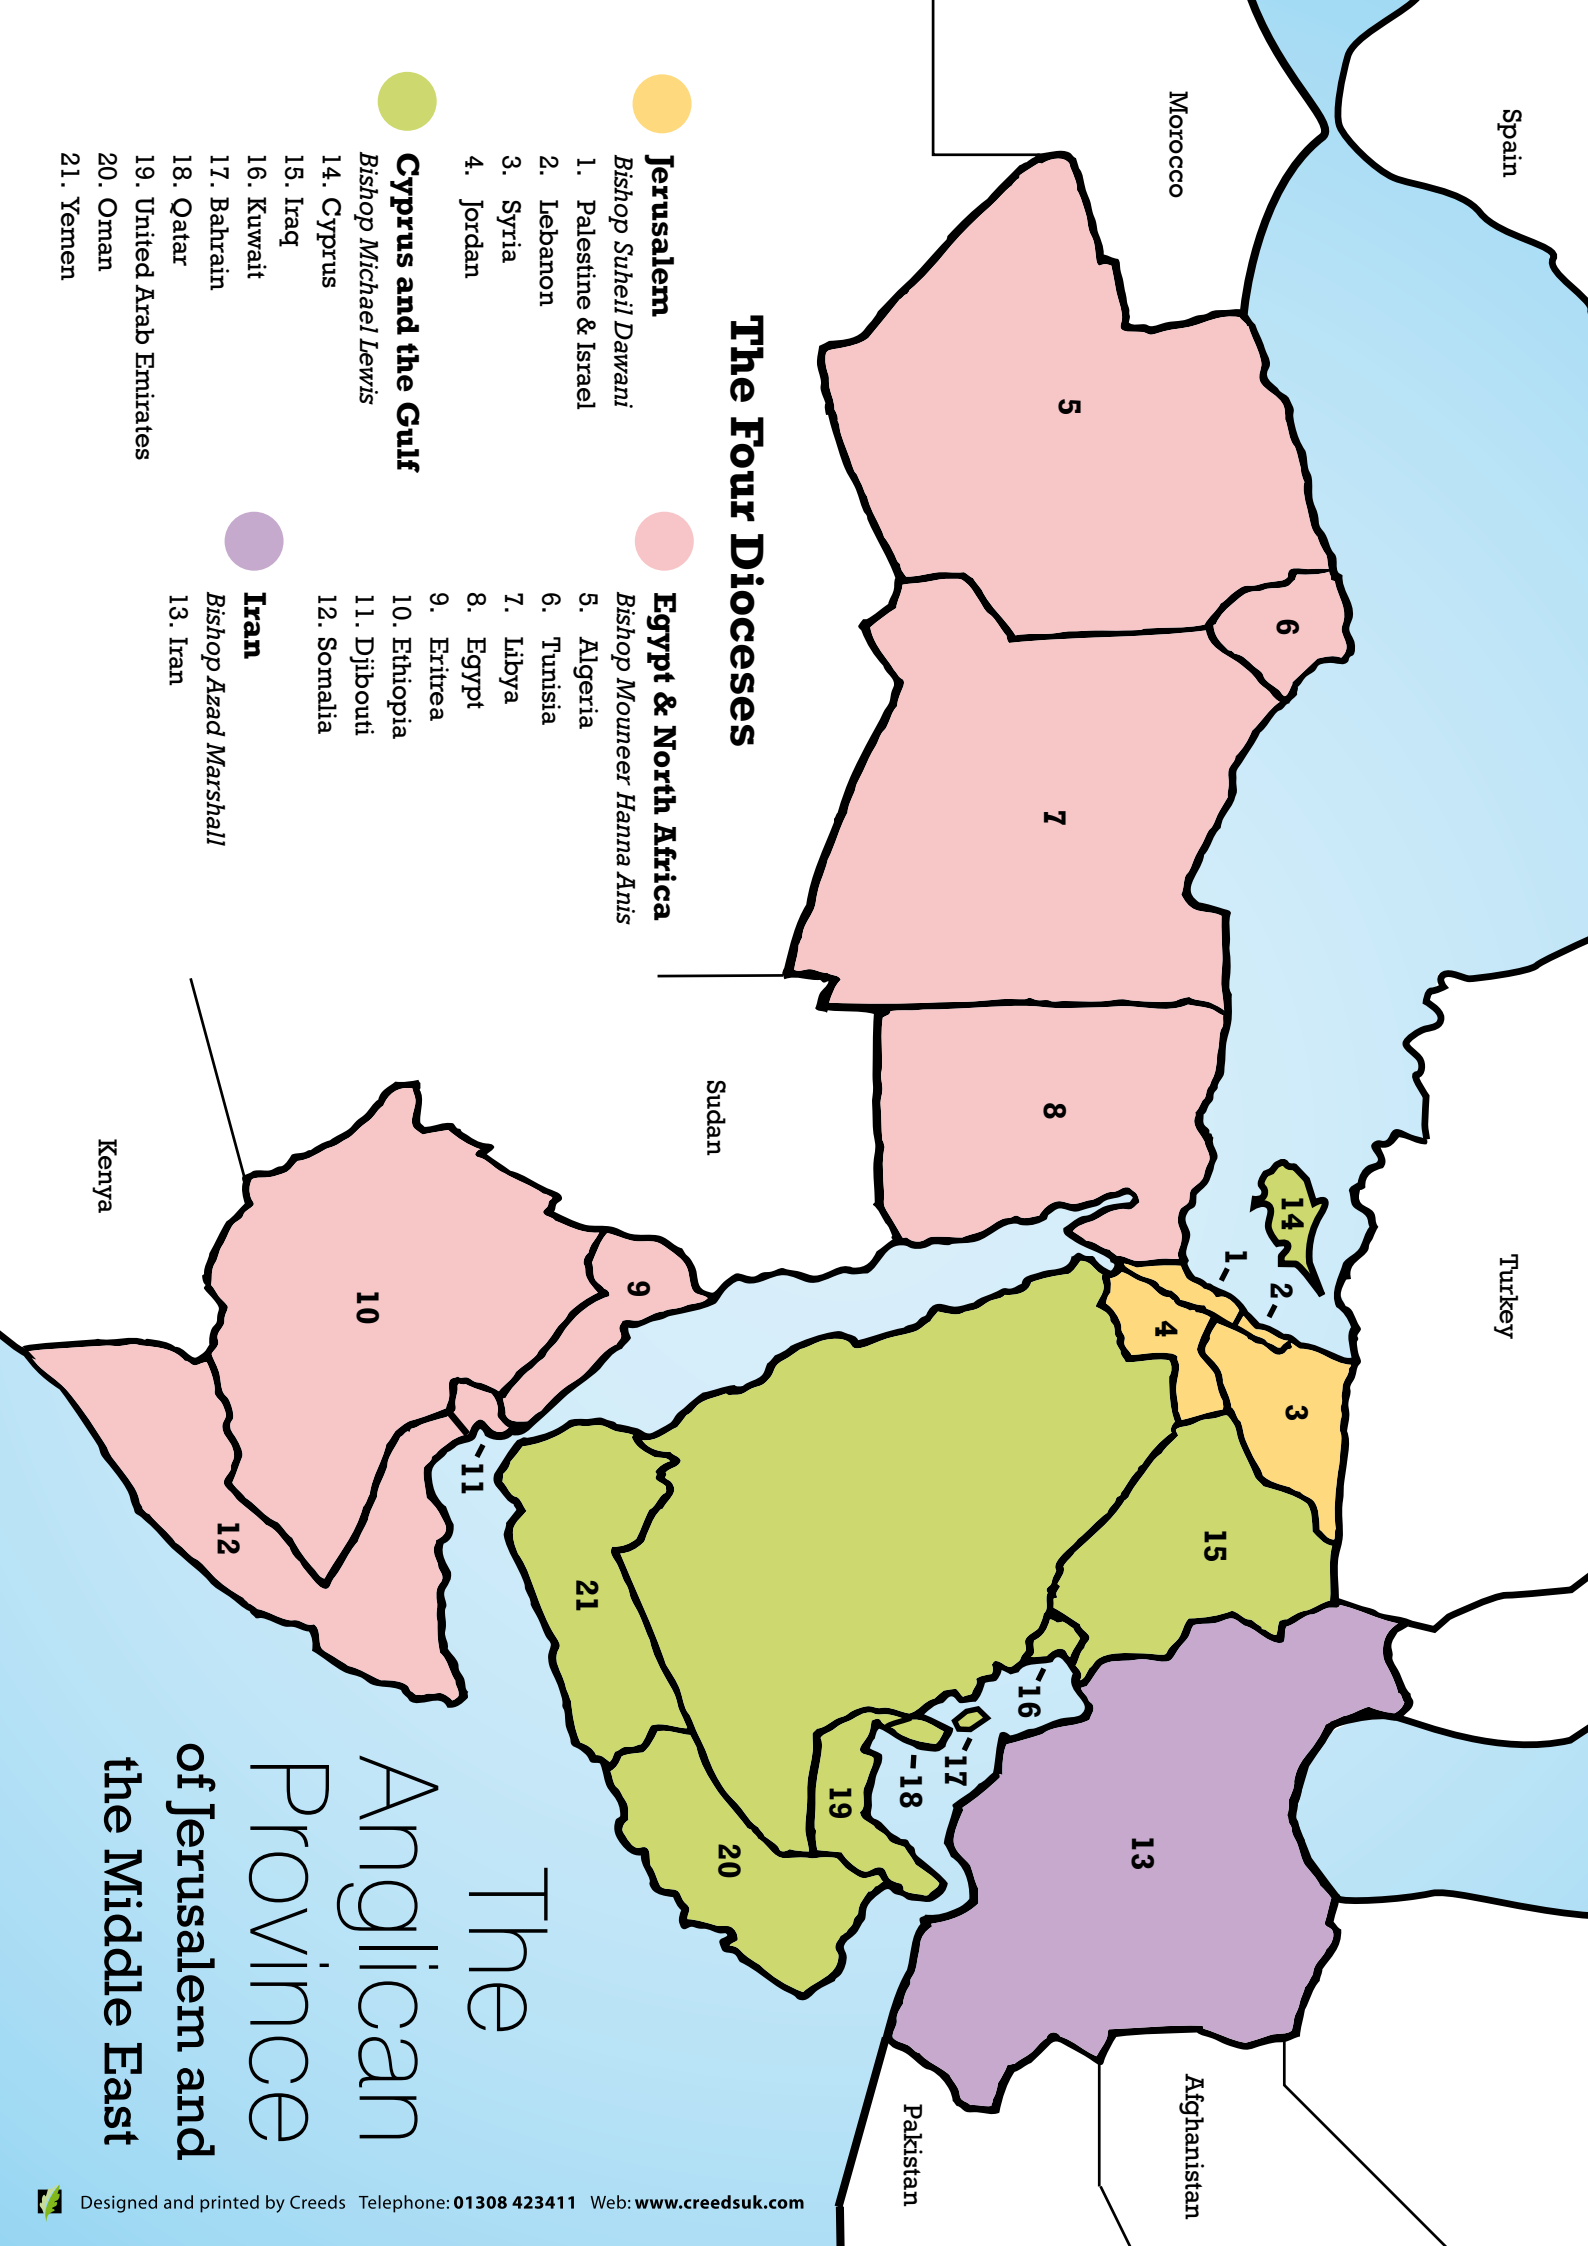 Spain
Morocco
Turkey
Sudan
Kenya
Afghanistan
Pakistan
5
6
7
8
14
1
2
4
3
9
10
11
12
15
21
16
17
18
19
20
13
The Four Dioceses
Jerusalem
Bishop Suheil Dawani
1. Palestine & Israel
2. Lebanon
3. Syria
4. Jordan
Cyprus and the Gulf
Bishop Michael Lewis
14. Cyprus
15. Iraq
16. Kuwait
17. Bahrain
18. Qatar
19. United Arab Emirates
20. Oman
21. Yemen
Egypt & North Africa
Bishop Mouneer Hanna Anis
5. Algeria
6. Tunisia
7. Libya
8. Egypt
9. Eritrea
10. Ethiopia
11. Djibouti
12. Somalia
Iran
Bishop Azad Marshall
13. Iran
The
Anglican
Province
of Jerusalem and
the Middle East
Designed and printed by Creeds Telephone: 01308 423411 Web: www.creedsuk.com